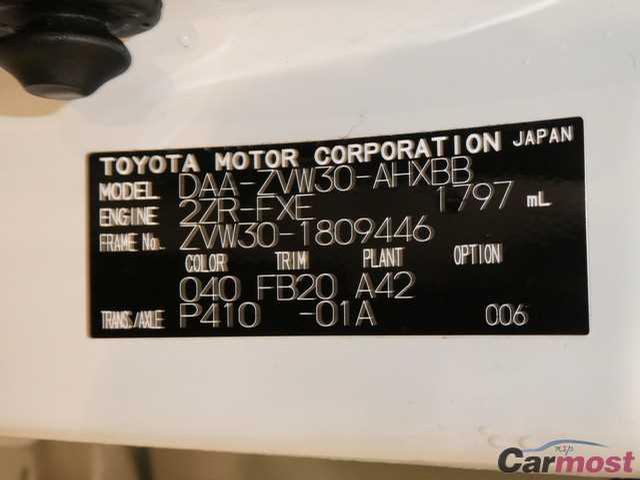 TOYOTA MOTOR CORPORATION JAPAN
MODEL DAA-ZVW30-AHXBB
ENGINE 2ZR-FXE 1797 mL
FRAME No. ZVW30-1809446
COLOR TRIM PLANT OPTION
040 FB20 A42
TRANS./AXLE P410 -01A 006
Carmost